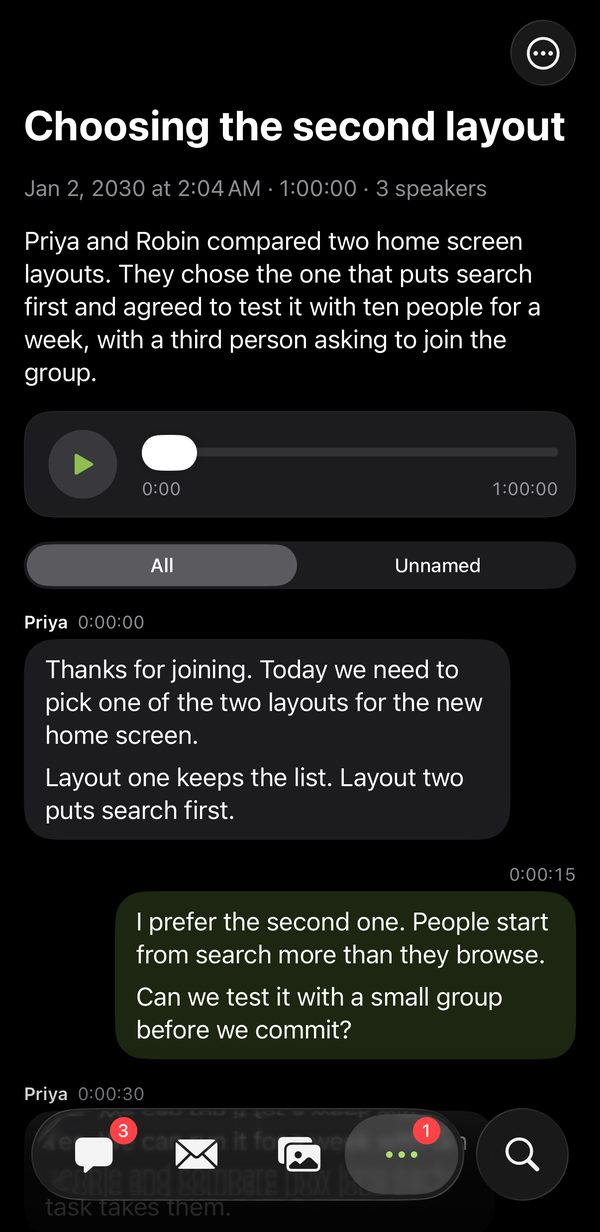 Choosing the second layout
Jan 2, 2030 at 2:04 AM · 1:00:00 · 3 speakers
Priya and Robin compared two home screen
layouts. They chose the one that puts search
first and agreed to test it with ten people for a
week, with a third person asking to join the
group.
0:00
1:00:00
All
Unnamed
Priya 0:00:00
Thanks for joining. Today we need to
pick one of the two layouts for the new
home screen.
Layout one keeps the list. Layout two
puts search first.
0:00:15
I prefer the second one. People start
from search more than they browse.
Can we test it with a small group
before we commit?
Priya 0:00:30
3
1
task takes them.